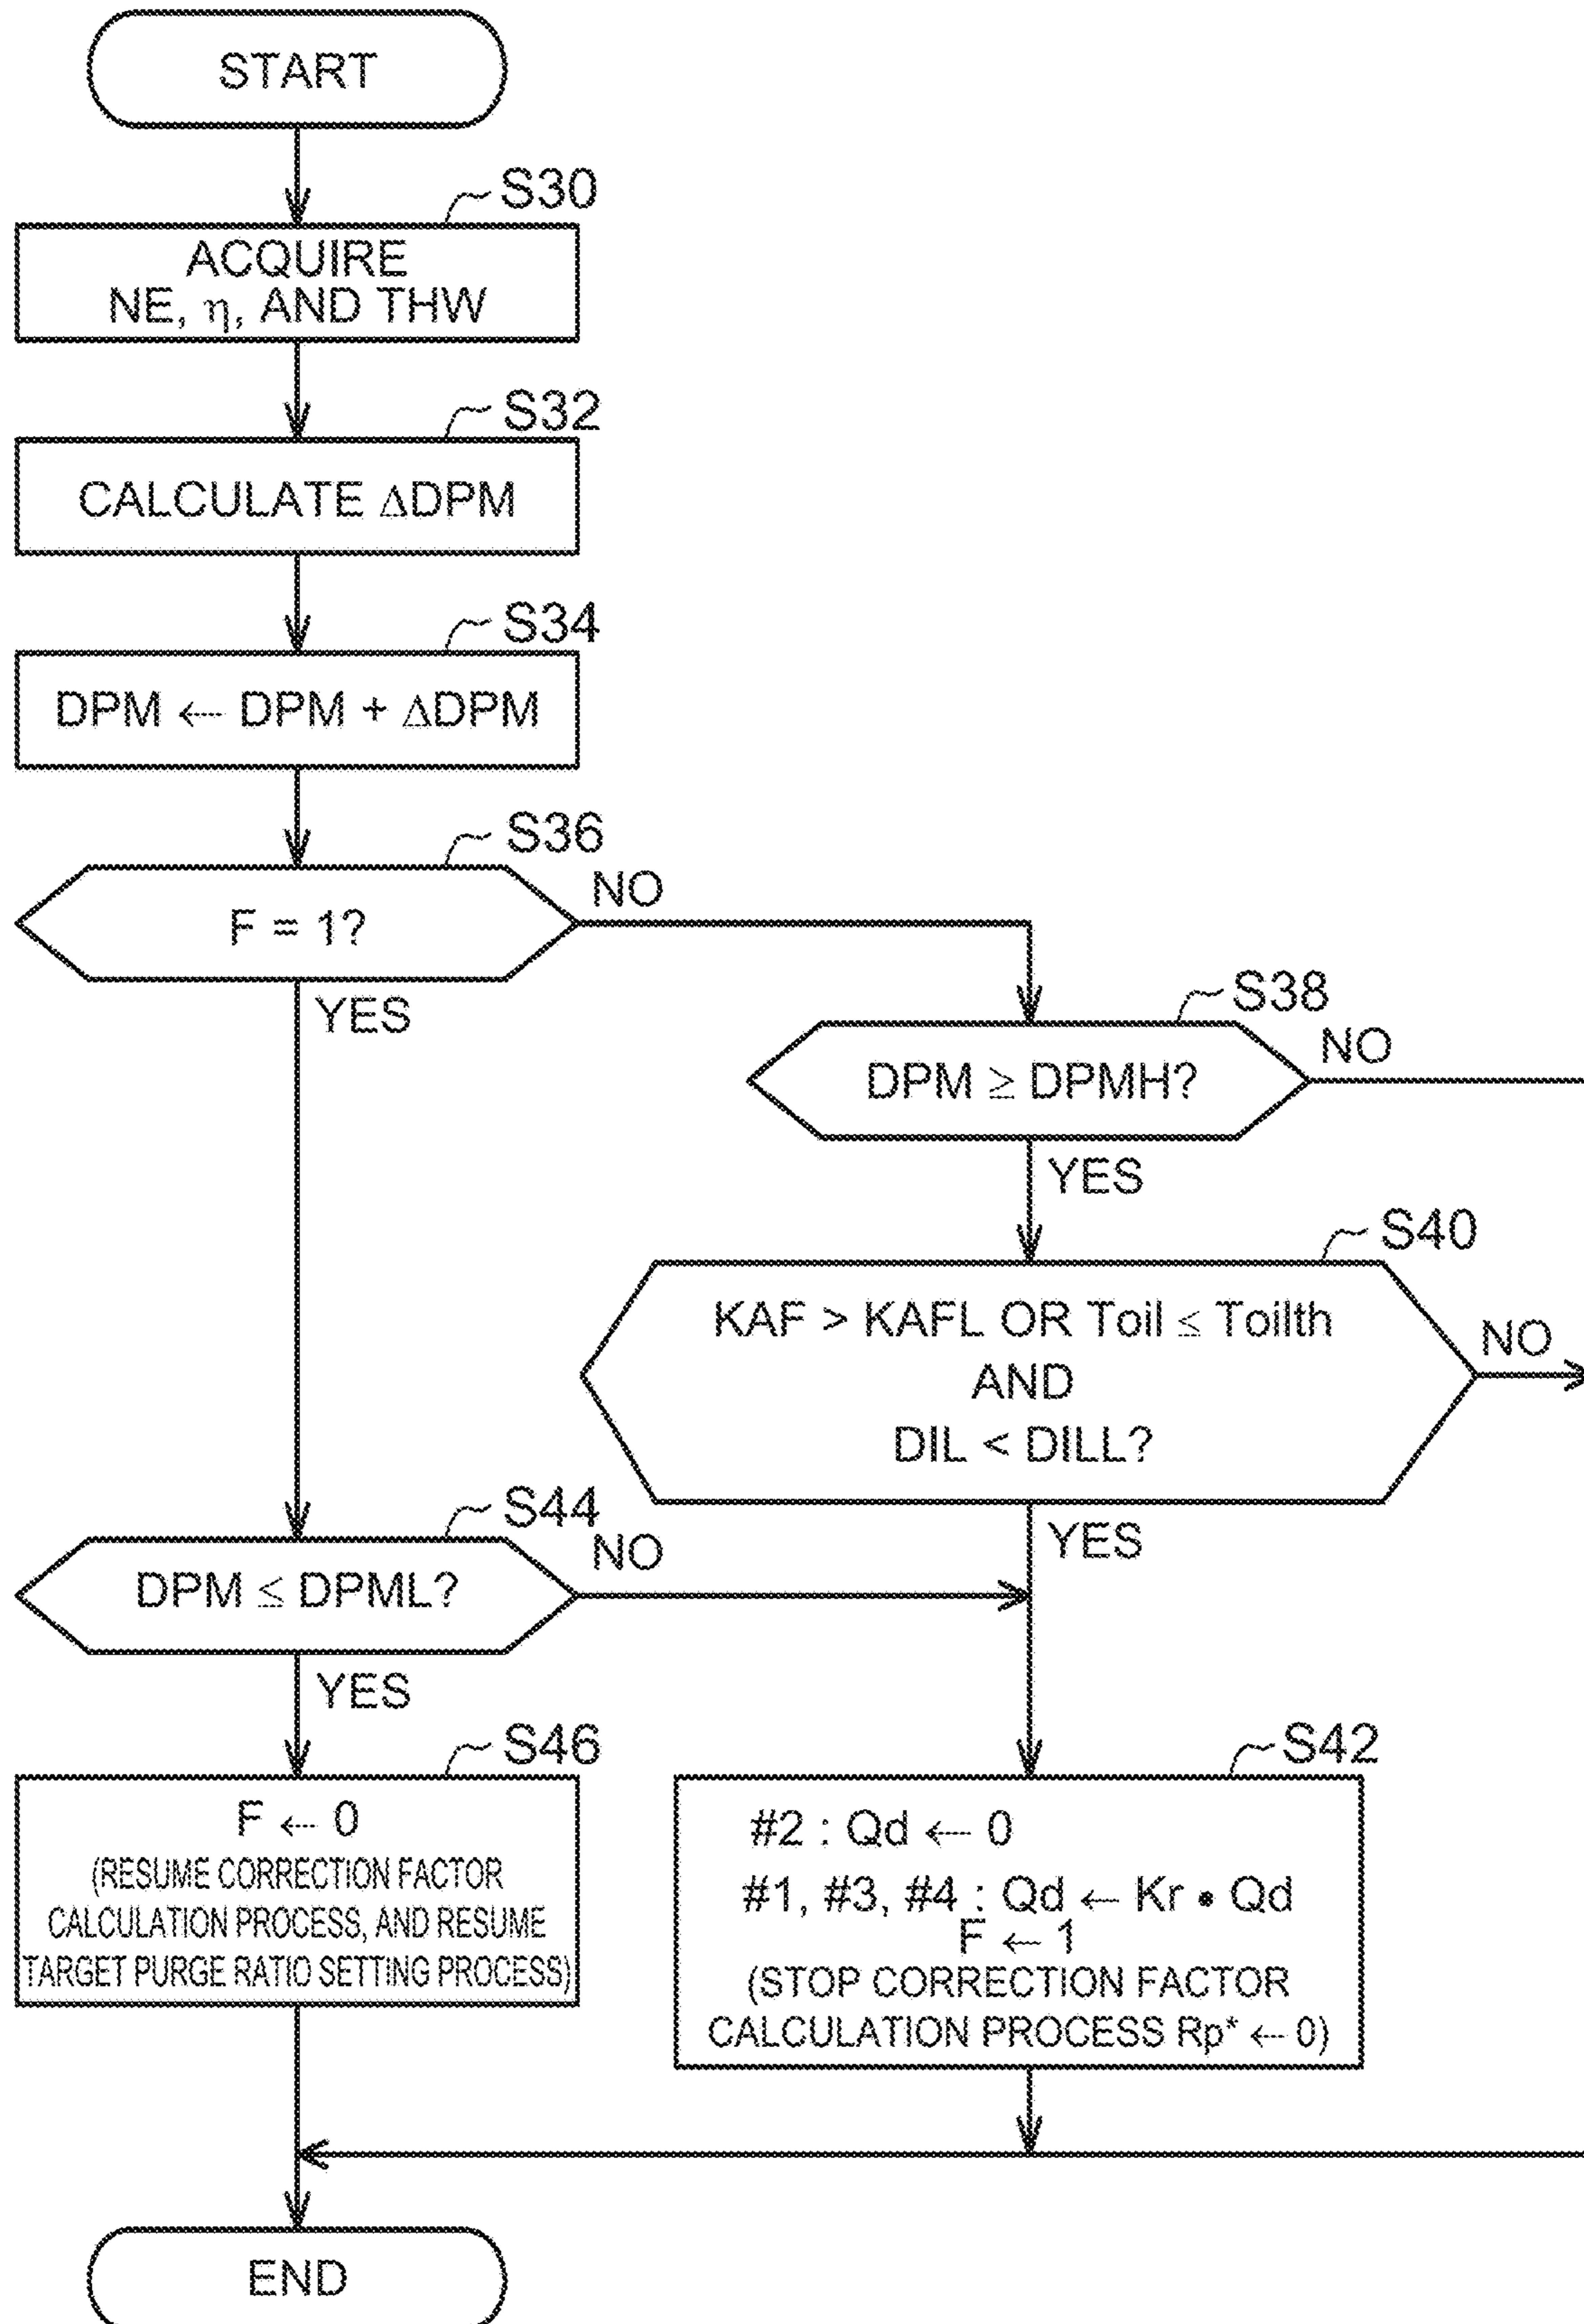 START
S30
ACQUIRE
NE, η, AND THW
S32
CALCULATE ΔDPM
S34
DPM ← DPM + ΔDPM
S36
F = 1?
NO
YES
S38
DPM ≥ DPMH?
NO
YES
S40
KAF > KAFL OR Toil ≤ Toilth
AND
DIL < DILL?
NO
YES
S44
DPM ≤ DPML?
NO
YES
S46
F ← 0
(RESUME CORRECTION FACTOR
CALCULATION PROCESS, AND RESUME
TARGET PURGE RATIO SETTING PROCESS)
S42
#2 : Qd ← 0
#1, #3, #4 : Qd ← Kr • Qd
F ← 1
(STOP CORRECTION FACTOR
CALCULATION PROCESS Rp* ← 0)
END